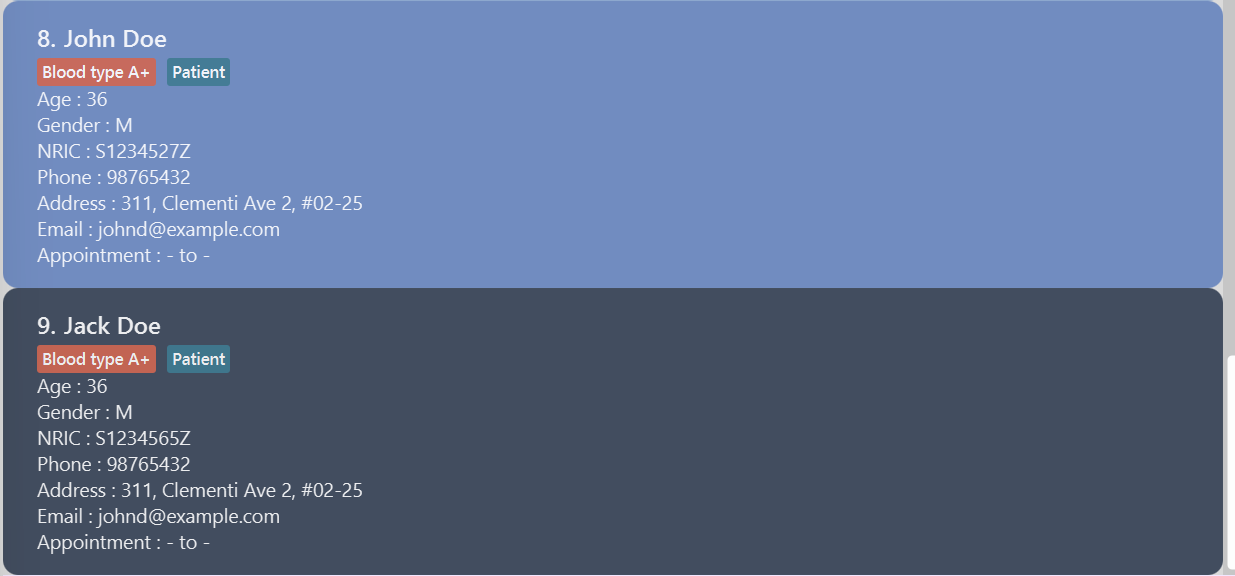 8. John Doe
Blood type A+ Patient
Age : 36
Gender : M
NRIC : S1234527Z
Phone : 98765432
Address : 311, Clementi Ave 2, #02-25
Email : johnd@example.com
Appointment : - to -
9. Jack Doe
Blood type A+ Patient
Age : 36
Gender : M
NRIC : S1234565Z
Phone : 98765432
Address : 311, Clementi Ave 2, #02-25
Email : johnd@example.com
Appointment : - to -